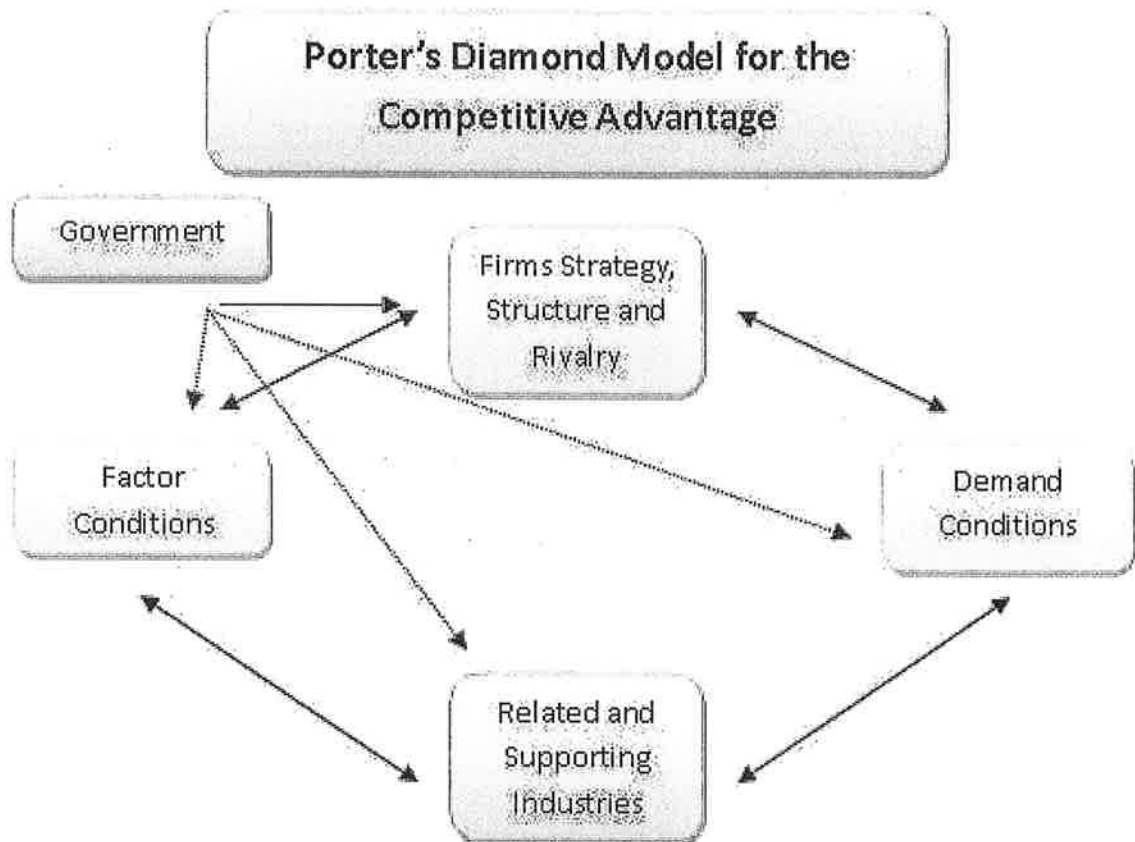 Porter's Diamond Model for the
Competitive Advantage
Government
Firms Strategy,
Structure and
Rivalry
Factor
Conditions
Demand
Conditions
Related and
Supporting
Industries